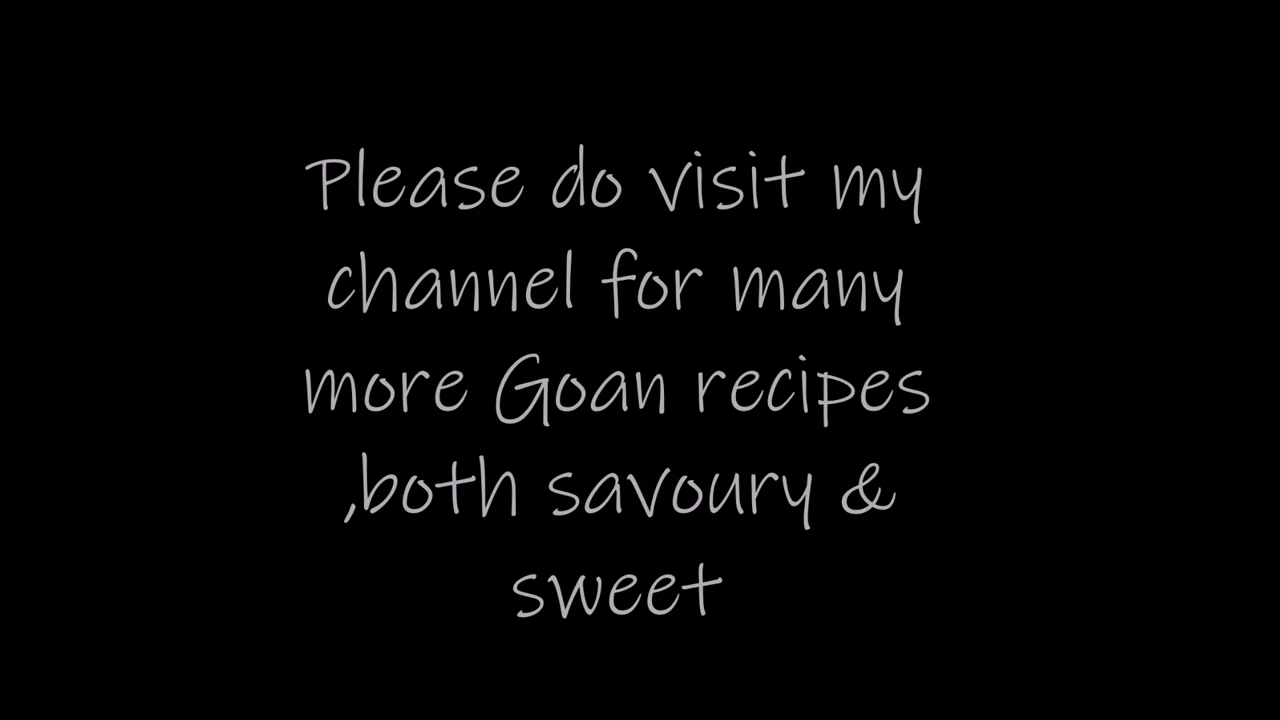 Please do visit my
channel for many
more Goan recipes
,both savoury &
sweet